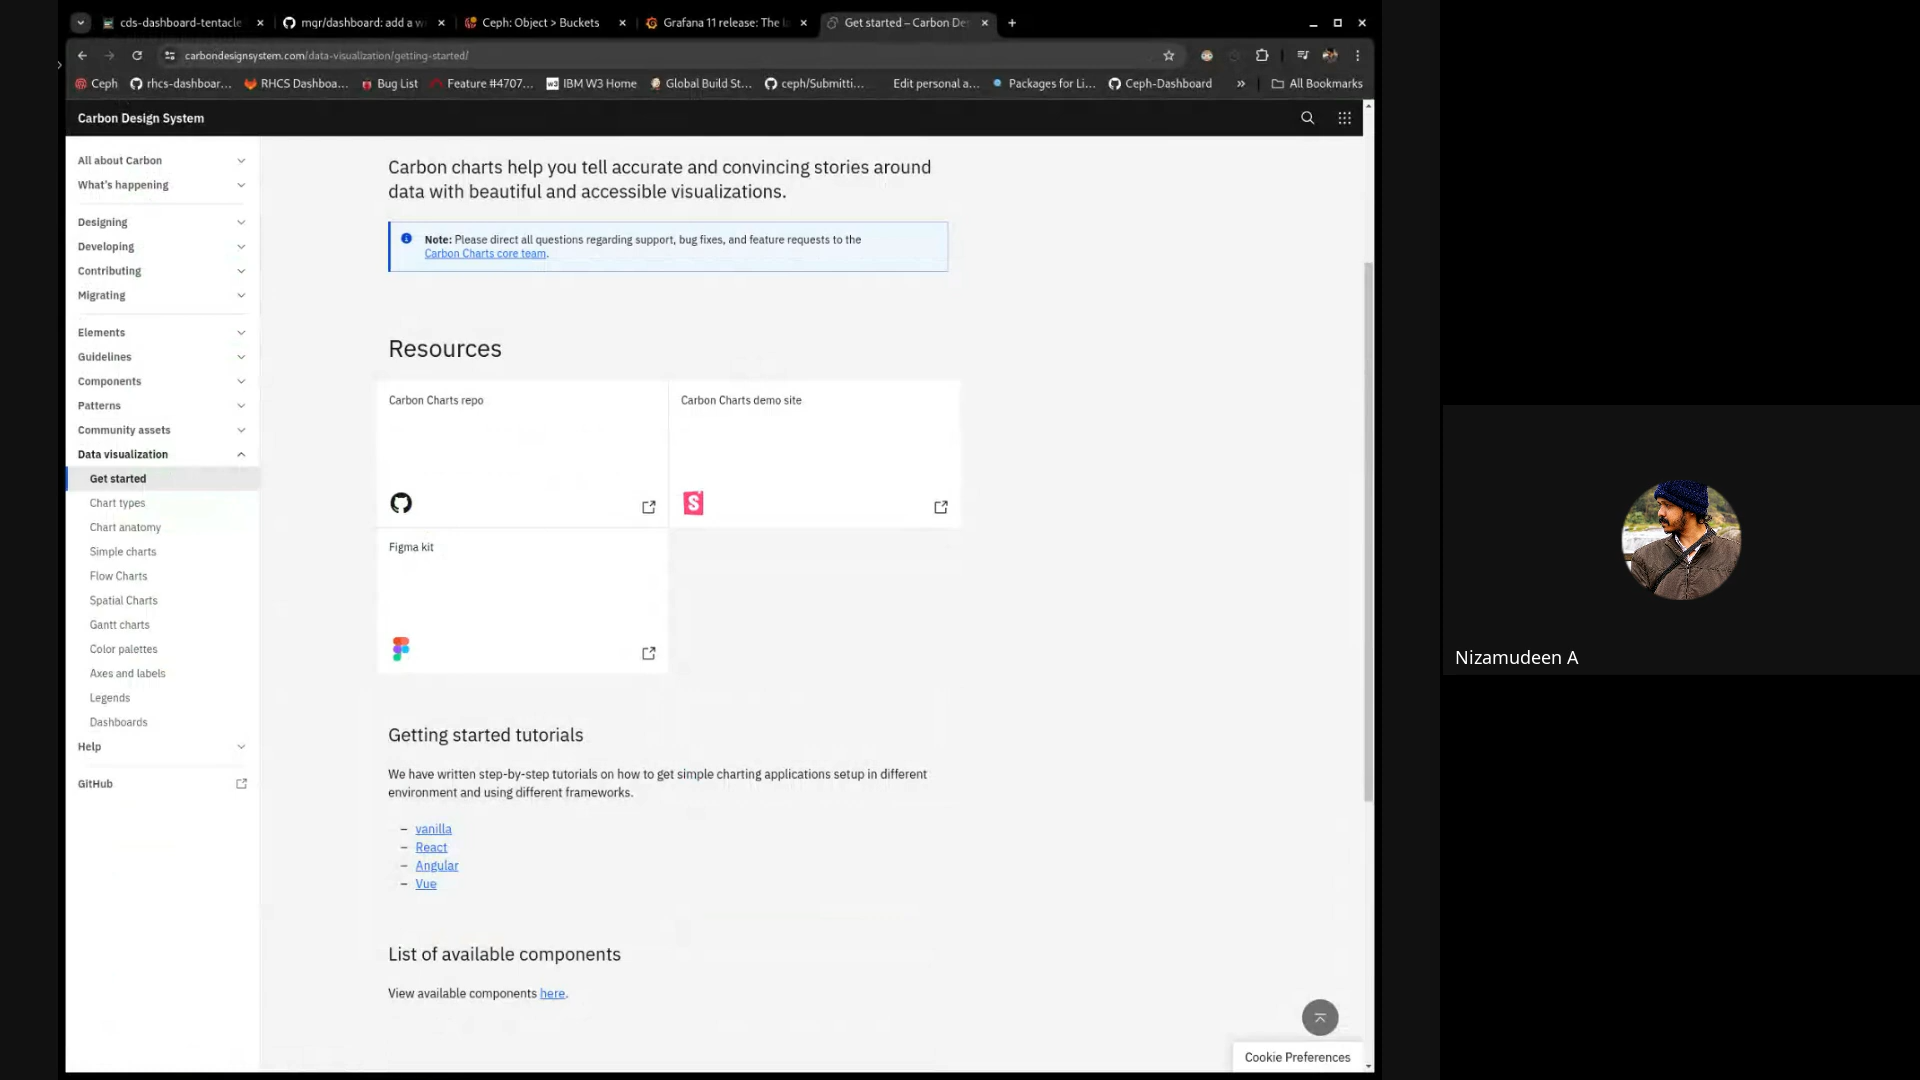 cds-dashboard-tentacle
mgr/dashboard: add a w
Ceph: Object > Buckets
Grafana 11 release: The l
Get started – Carbon De
carbondesignsystem.com/data-visualization/getting-started/
Ceph
rhcs-dashboar...
RHCS Dashboa...
Bug List
Feature #4707...
IBM W3 Home
Global Build St...
ceph/Submitti...
Edit personal a...
Packages for Li...
Ceph-Dashboard
»
All Bookmarks
Carbon Design System
All about Carbon
What's happening
Designing
Developing
Contributing
Migrating
Elements
Guidelines
Components
Patterns
Community assets
Data visualization
Get started
Chart types
Chart anatomy
Simple charts
Flow Charts
Spatial Charts
Gantt charts
Color palettes
Axes and labels
Legends
Dashboards
Help
GitHub
Carbon charts help you tell accurate and convincing stories around
data with beautiful and accessible visualizations.
Note: Please direct all questions regarding support, bug fixes, and feature requests to the
Carbon Charts core team.
Resources
Carbon Charts repo
Carbon Charts demo site
S
Figma kit
Getting started tutorials
We have written step-by-step tutorials on how to get simple charting applications setup in different
environment and using different frameworks.
– vanilla
– React
– Angular
– Vue
List of available components
View available components here.
Cookie Preferences
Nizamudeen A